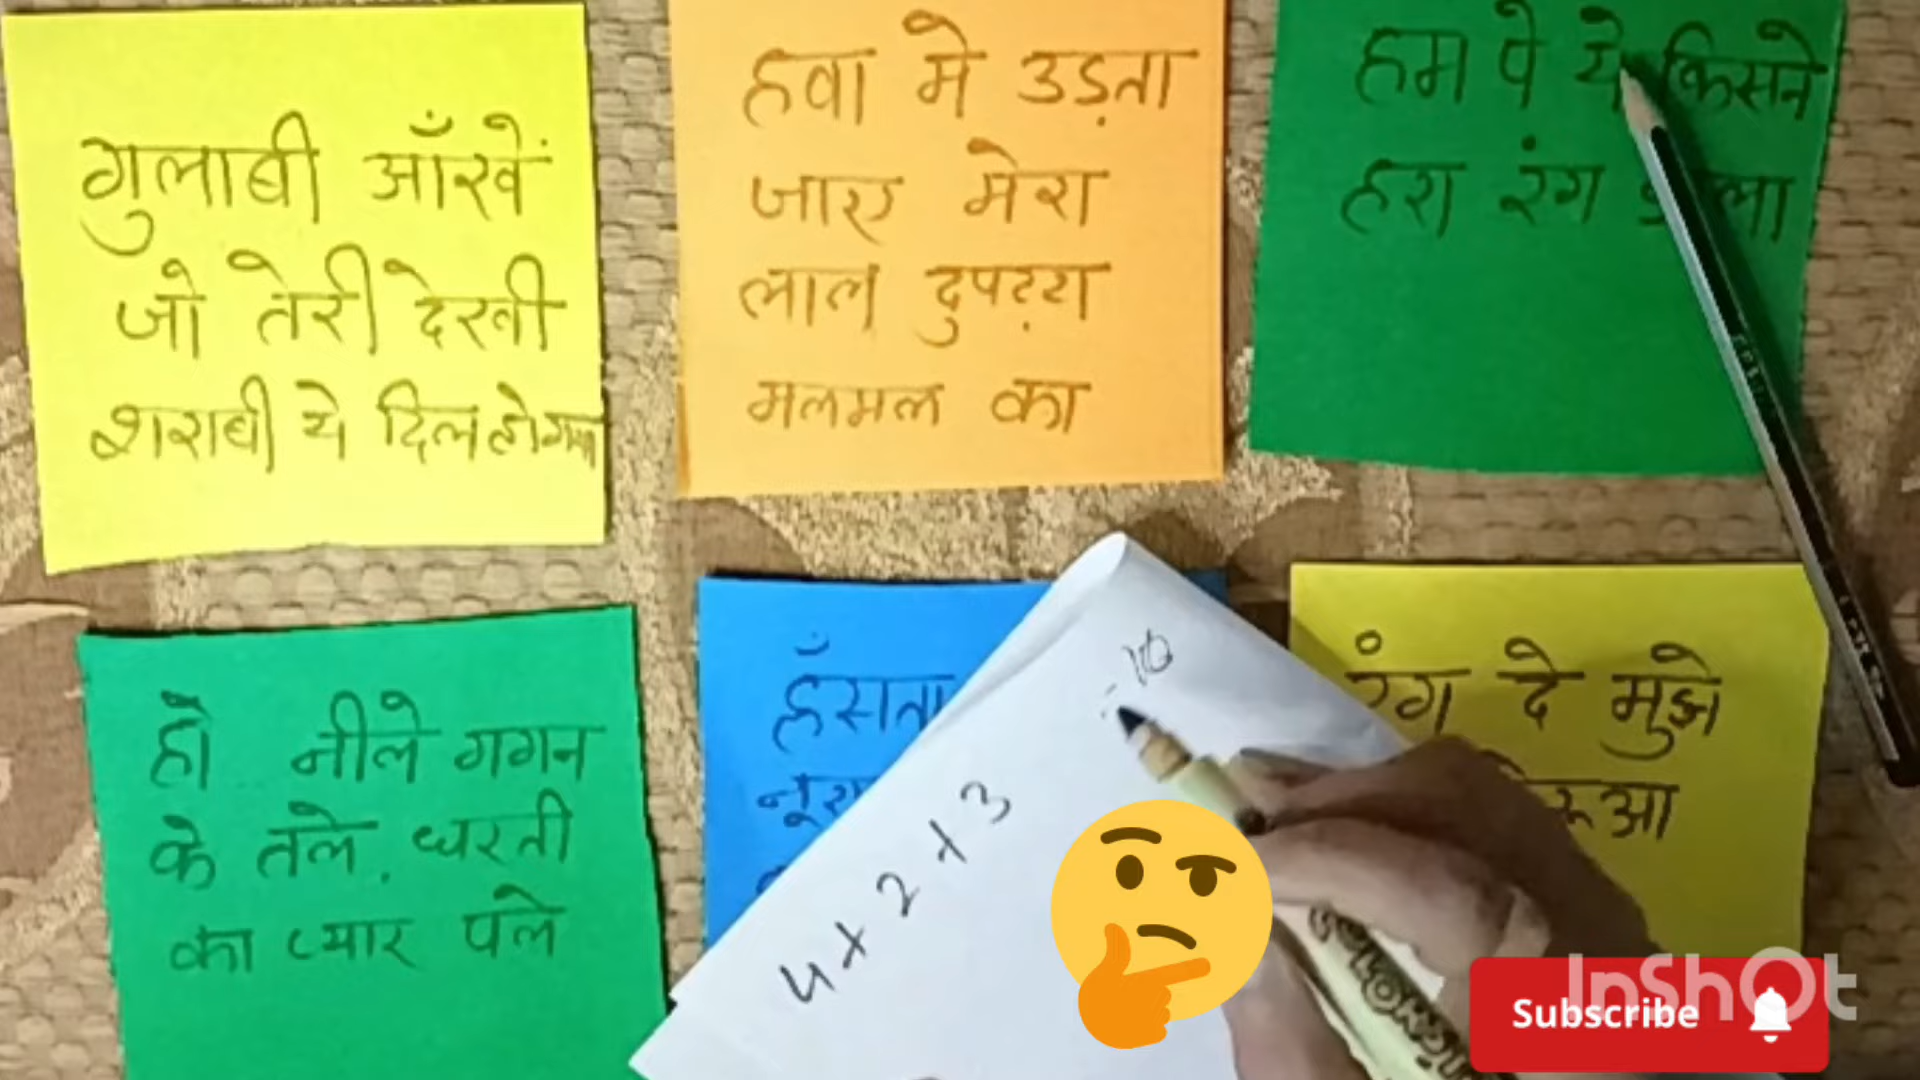 गुलाबी आँखें
जो तेरी देखी
शराबी ये दिल हो गया
हवा मे उड़ता
जाए मेरा
लाल दुपट्टा
मलमल का
हम पे ये किसने
हरा रंग डाला
हो नीले गगन
के तले, धरती
का प्यार पले
हँसता
रंग दे मुझे
4+2+3
=10
Subscribe
InShOt